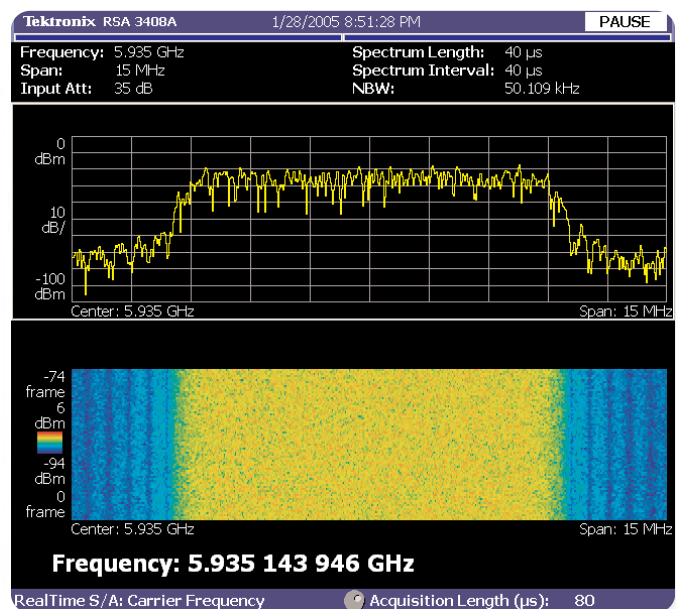 Tektronix RSA 3408A 1/28/2005 8:51:28 PM PAUSE
Frequency: 5.935 GHz Spectrum Length: 40 µs
Span: 15 MHz Spectrum Interval: 40 µs
Input Att: 35 dB NBW: 50.109 kHz
0
dBm
10
dB/
-100
dBm
Center: 5.935 GHz Span: 15 MHz
-74
frame
6
dBm
-94
dBm
0
frame
Center: 5.935 GHz Span: 15 MHz
Frequency: 5.935 143 946 GHz
RealTime S/A: Carrier Frequency Acquisition Length (µs): 80